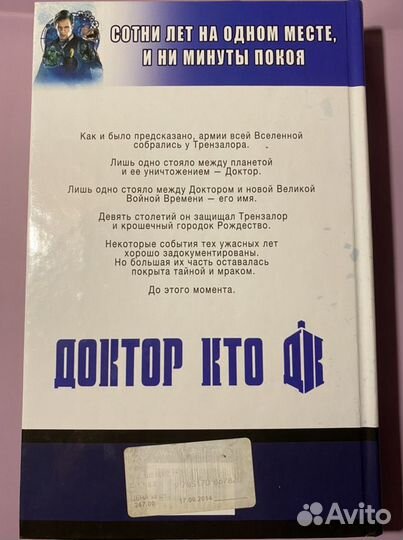 СОТНИ ЛЕТ НА ОДНОМ МЕСТЕ,
И НИ МИНУТЫ ПОКОЯ
Как и было предсказано, армии всей Вселенной
собрались у Трензалора.
Лишь одно стояло между планетой
и ее уничтожением — Доктор.
Лишь одно стояло между Доктором и новой Великой
Войной Времени — его имя.
Девять столетий он защищал Трензалор
и крошечный городок Рождество.
Некоторые события тех ужасных лет
хорошо задокументированы.
Но большая их часть оставалась
покрыта тайной и мраком.
До этого момента.
ДОКТОР КТО ДК
247.00 17.09.2014
Avito